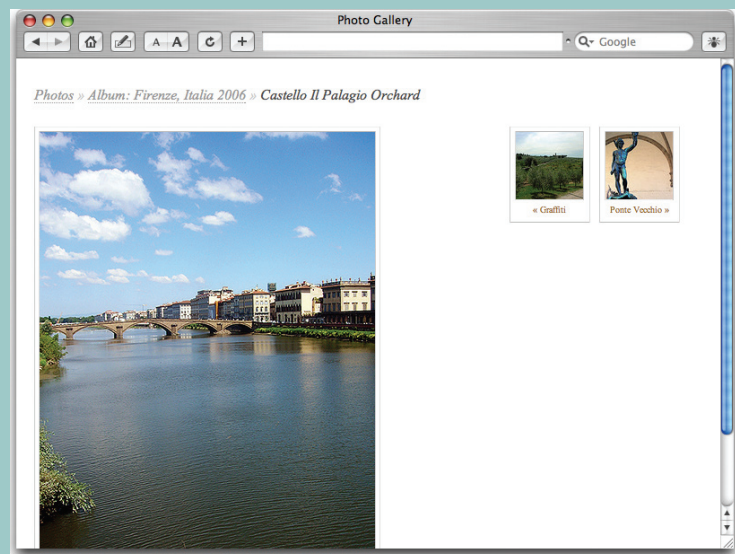 Photo Gallery
A A
Google
Photos » Album: Firenze, Italia 2006 » Castello Il Palagio Orchard
« Graffiti
Ponte Vecchio »